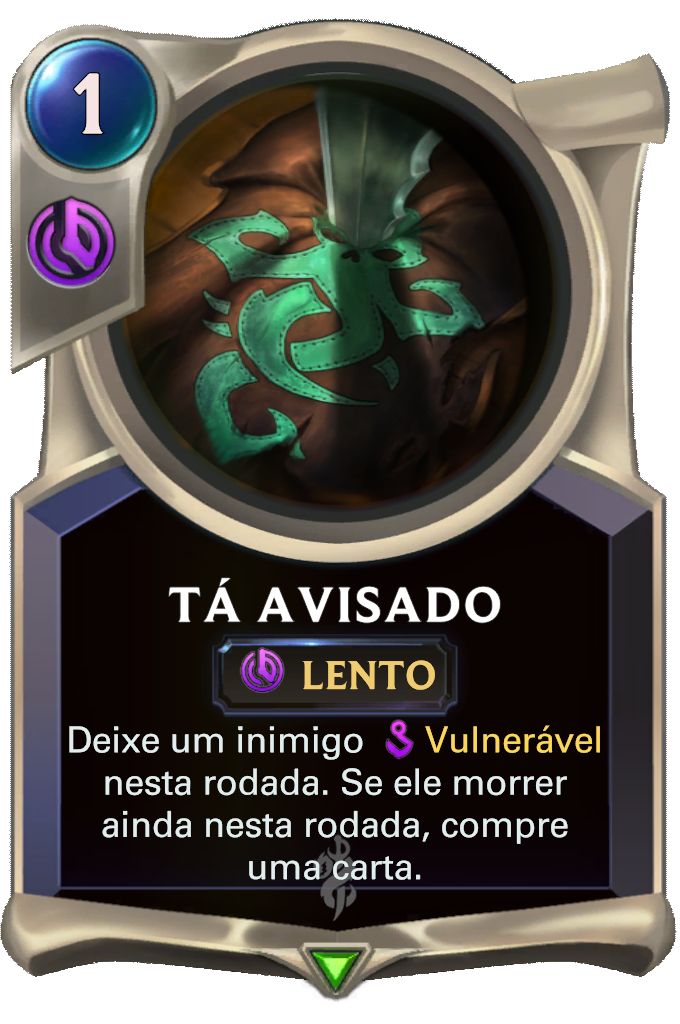 1
TÁ AVISADO
LENTO
Deixe um inimigo Vulnerável
nesta rodada. Se ele morrer
ainda nesta rodada, compre
uma carta.